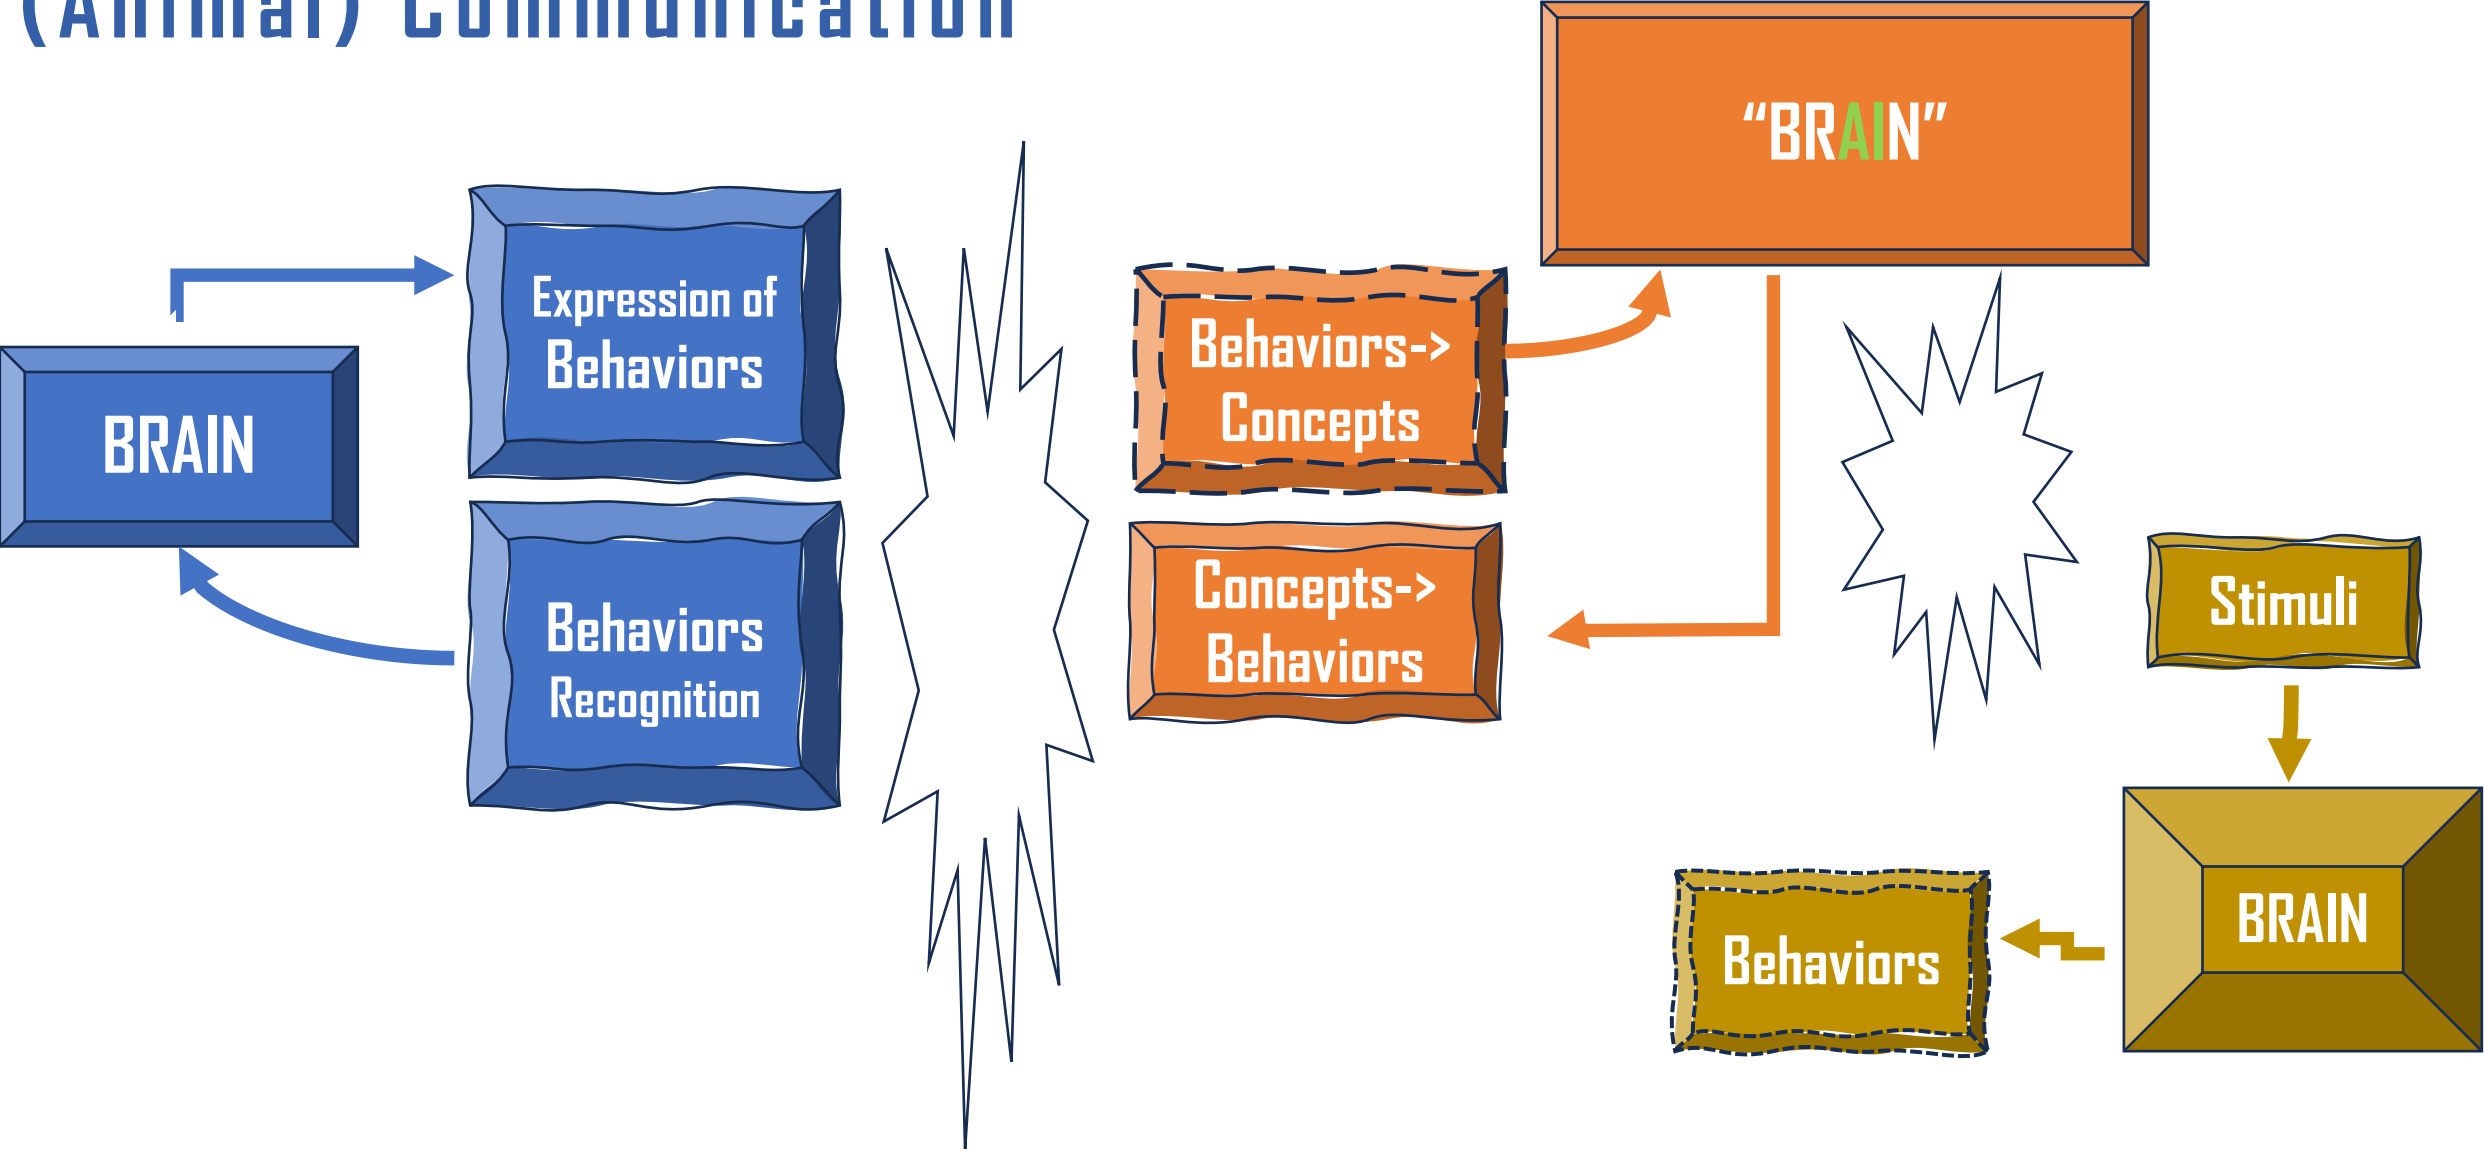 (Animal) Communication
“BRAIN”
Expression of
Behaviors
Behaviors->
Concepts
BRAIN
Concepts->
Behaviors
Stimuli
Behaviors
Recognition
BRAIN
Behaviors